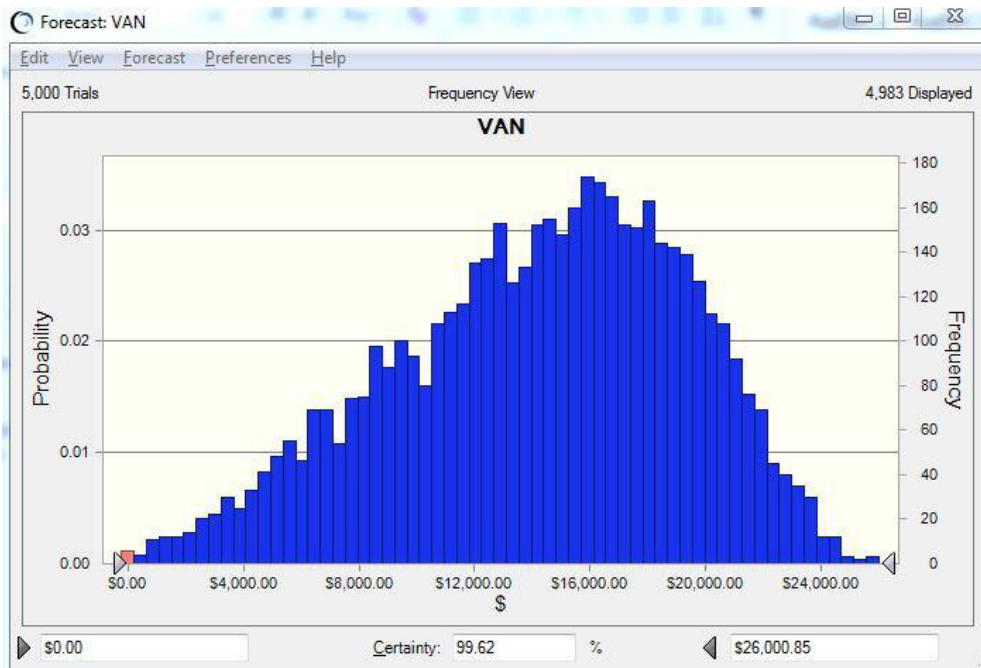 Forecast: VAN
Edit View Forecast Preferences Help
5,000 Trials Frequency View 4,983 Displayed
VAN
Probability
0.03
0.02
0.01
0.00
180
160
140
120
100
80
60
40
20
0
Frequency
$0.00 $4,000.00 $8,000.00 $12,000.00 $16,000.00 $20,000.00 $24,000.00
$
$0.00 Certainty: 99.62 % $26,000.85